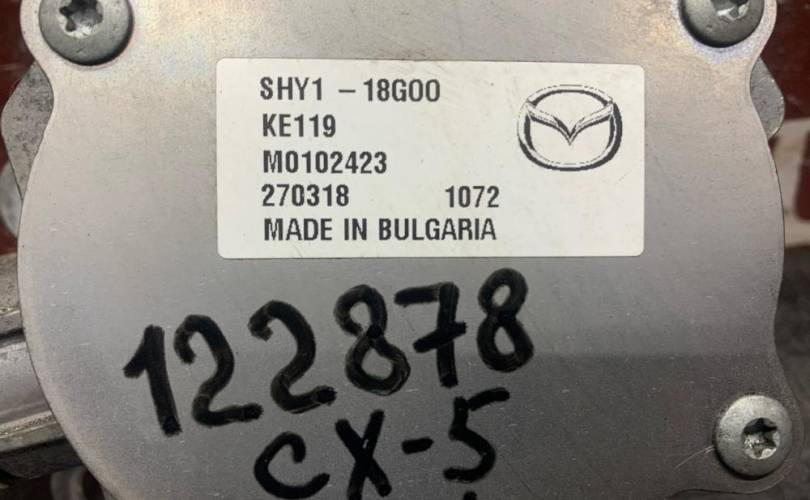 SHY1 - 18G00
KE119
M0102423
270318 1072
MADE IN BULGARIA
122878
CX-5